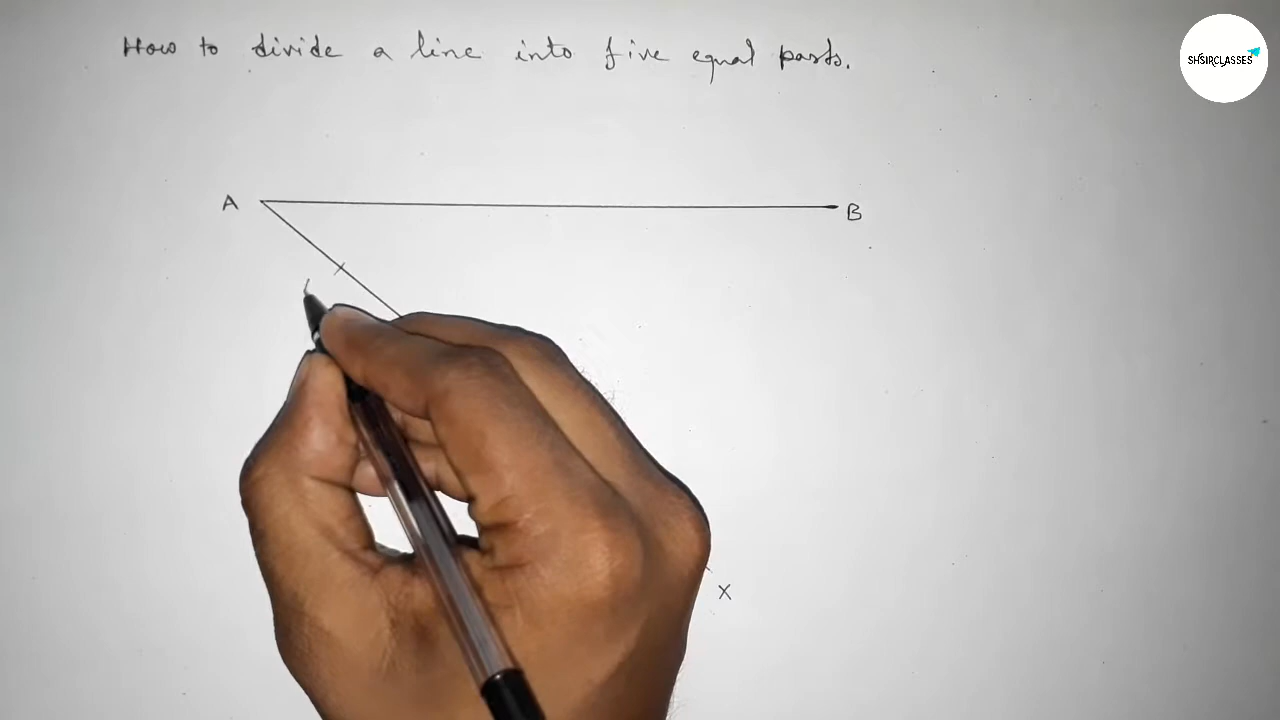 How to divide a line into five equal parts.
SHSIRCLASSES
A
B
X